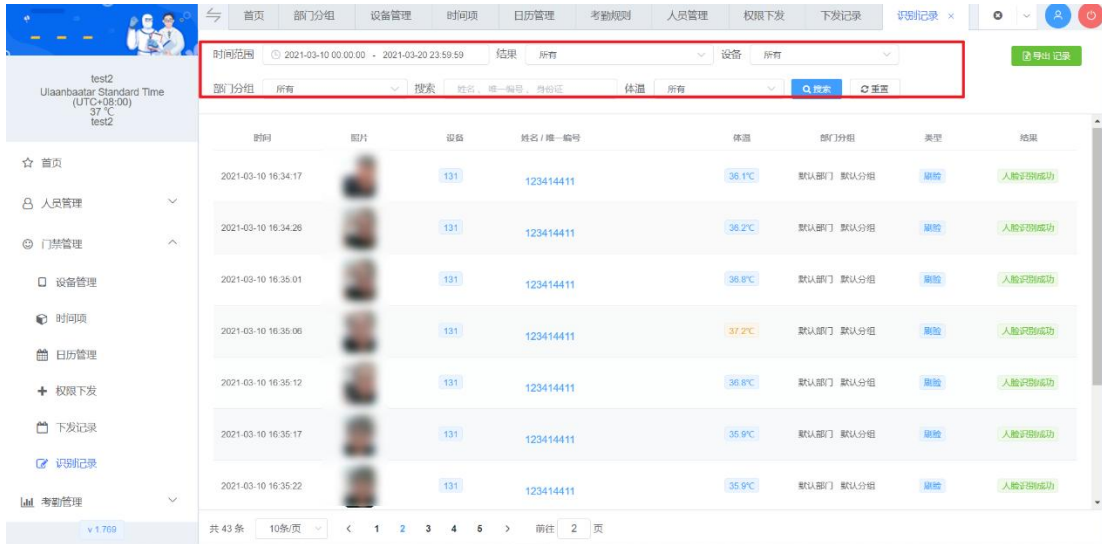 首页 部门分组 设备管理 时间项 日历管理 考勤规则 人员管理 权限下发 下发记录 识别记录 ×
时间范围 2021-03-10 00:00:00 - 2021-03-20 23:59:59 结果 所有 设备 所有 导出 记录
部门分组 所有 搜索 姓名、唯一编号、身份证 体温 所有 搜索 重置
test2
Ulaanbaatar Standard Time
(UTC+08:00)
37 ℃
test2
首页
人员管理
门禁管理
设备管理
时间项
日历管理
权限下发
下发记录
识别记录
考勤管理
v 1.769
时间 照片 设备 姓名 / 唯一编号 体温 部门分组 类型 结果
2021-03-10 16:34:17 131 123414411 36.1℃ 默认部门 默认分组 刷脸 人脸识别成功
2021-03-10 16:34:26 131 123414411 36.2℃ 默认部门 默认分组 刷脸 人脸识别成功
2021-03-10 16:35:01 131 123414411 36.8℃ 默认部门 默认分组 刷脸 人脸识别成功
2021-03-10 16:35:06 131 123414411 37.2℃ 默认部门 默认分组 刷脸 人脸识别成功
2021-03-10 16:35:12 131 123414411 36.8℃ 默认部门 默认分组 刷脸 人脸识别成功
2021-03-10 16:35:17 131 123414411 35.9℃ 默认部门 默认分组 刷脸 人脸识别成功
2021-03-10 16:35:22 131 123414411 35.9℃ 默认部门 默认分组 刷脸 人脸识别成功
共 43 条 10条/页 < 1 2 3 4 5 > 前往 2 页